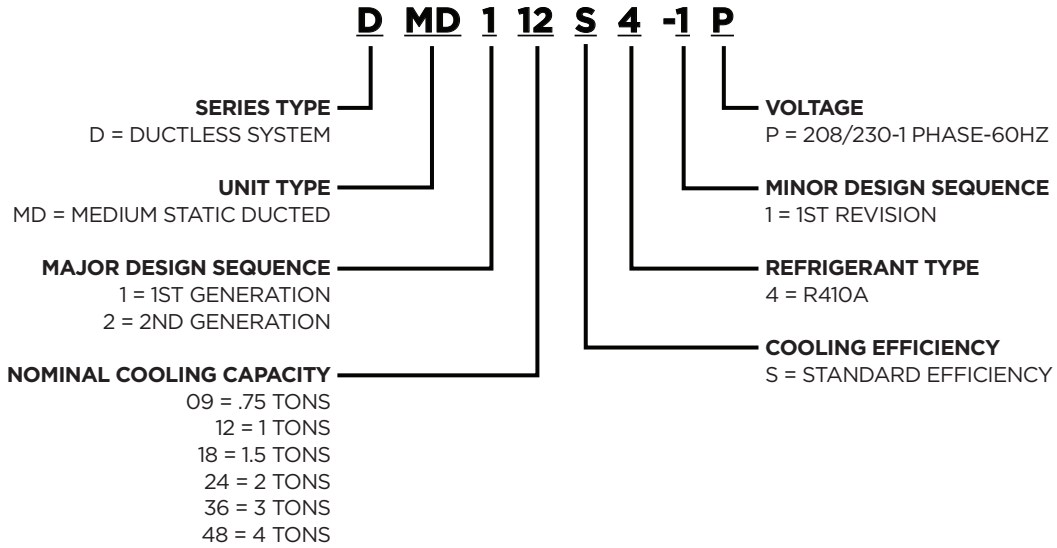 D MD 1 12 S 4 -1 P
SERIES TYPE
D = DUCTLESS SYSTEM
UNIT TYPE
MD = MEDIUM STATIC DUCTED
MAJOR DESIGN SEQUENCE
1 = 1ST GENERATION
2 = 2ND GENERATION
NOMINAL COOLING CAPACITY
09 = .75 TONS
12 = 1 TONS
18 = 1.5 TONS
24 = 2 TONS
36 = 3 TONS
48 = 4 TONS
VOLTAGE
P = 208/230-1 PHASE-60HZ
MINOR DESIGN SEQUENCE
1 = 1ST REVISION
REFRIGERANT TYPE
4 = R410A
COOLING EFFICIENCY
S = STANDARD EFFICIENCY